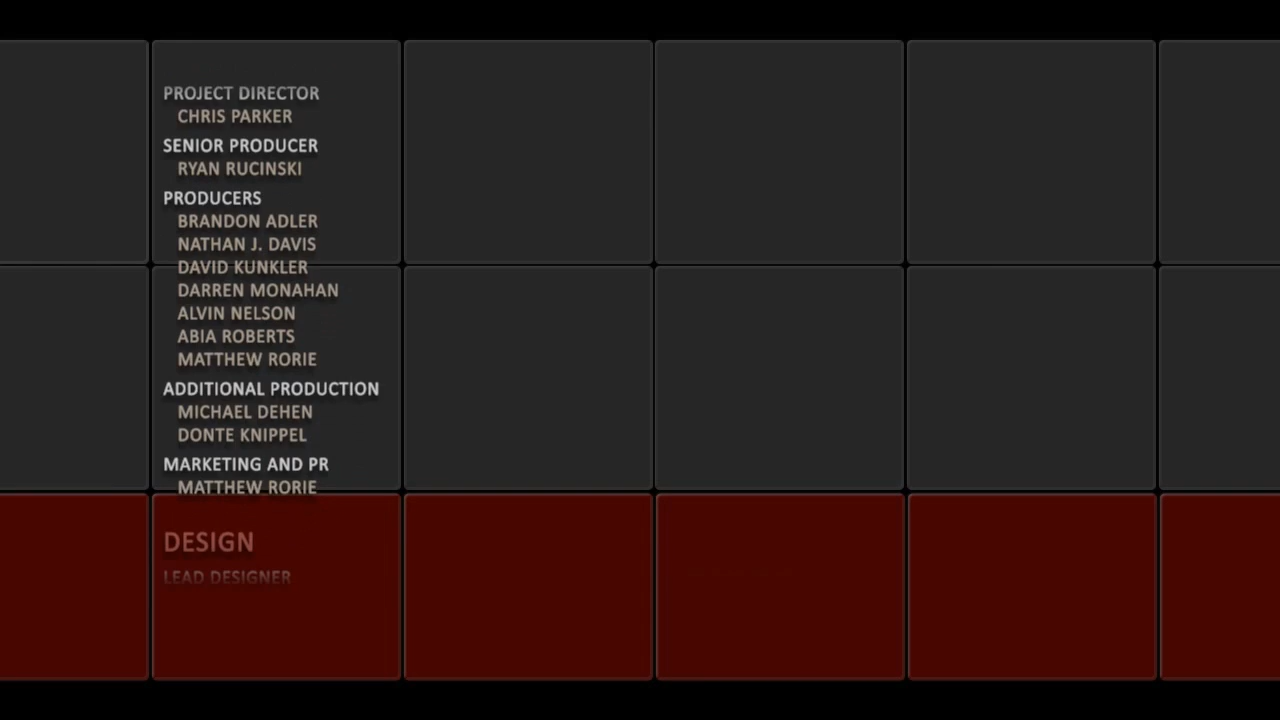 PROJECT DIRECTOR
CHRIS PARKER
SENIOR PRODUCER
RYAN RUCINSKI
PRODUCERS
BRANDON ADLER
NATHAN J. DAVIS
DAVID KUNKLER
DARREN MONAHAN
ALVIN NELSON
ABIA ROBERTS
MATTHEW RORIE
ADDITIONAL PRODUCTION
MICHAEL DEHEN
DONTE KNIPPEL
MARKETING AND PR
MATTHEW RORIE
DESIGN
LEAD DESIGNER